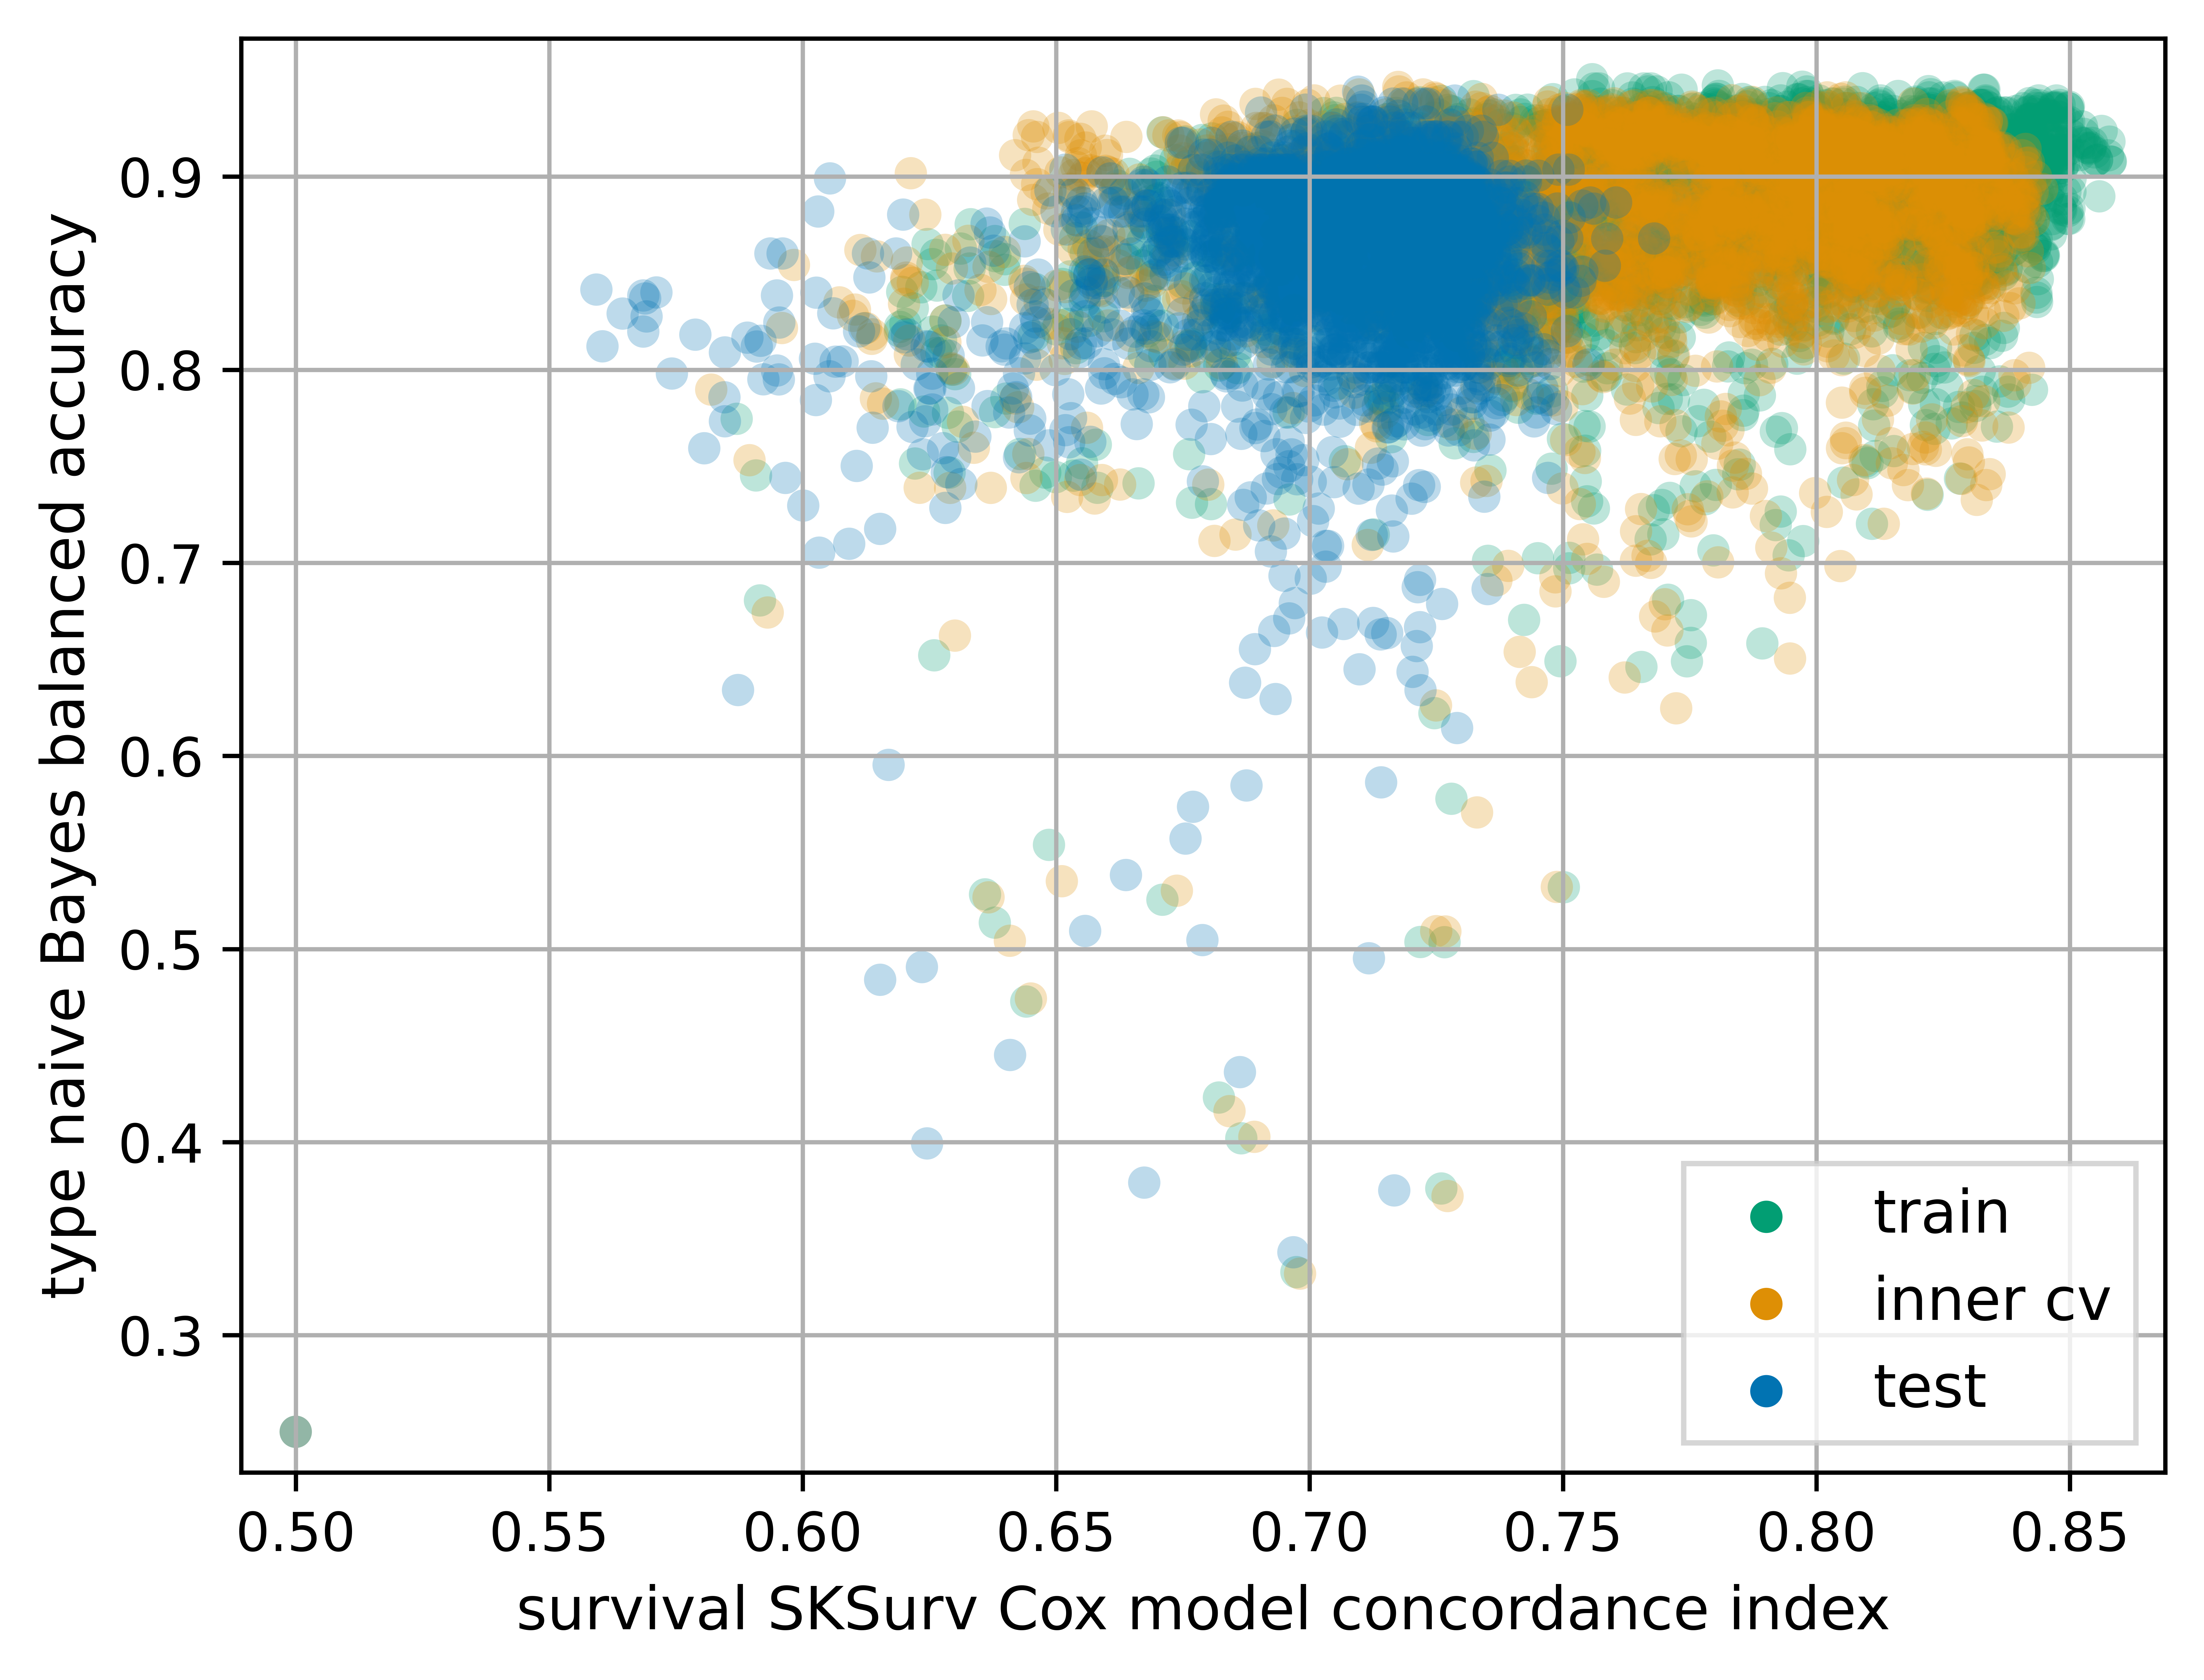 type naive Bayes balanced accuracy
0.9
0.8
0.7
0.6
0.5
0.4
0.3
train
inner cv
test
0.50 0.55 0.60 0.65 0.70 0.75 0.80 0.85
survival SKSurv Cox model concordance index